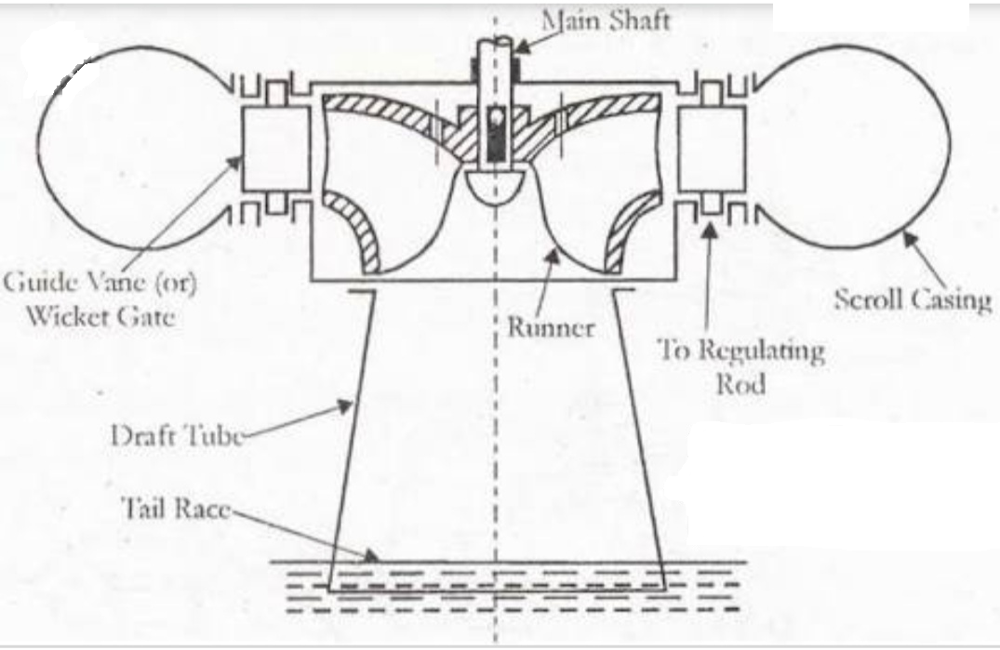 Main Shaft
Guide Vane (or)
Wicket Gate
Runner
Scroll Casing
To Regulating
Rod
Draft Tube
Tail Race